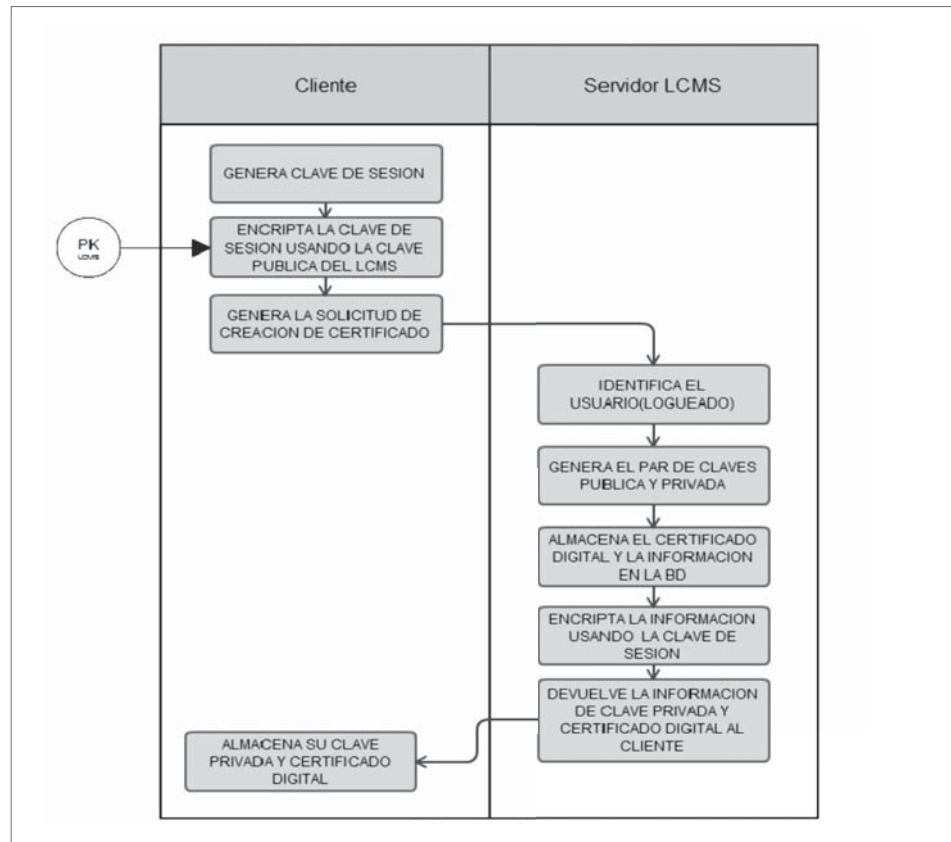 Cliente
Servidor LCMS
GENERA CLAVE DE SESION
ENCRIPTA LA CLAVE DE
SESION USANDO LA CLAVE
PUBLICA DEL LCMS
PK
LCMS
GENERA LA SOLICITUD DE
CREACION DE CERTIFICADO
IDENTIFICA EL
USUARIO(LOGUEADO)
GENERA EL PAR DE CLAVES
PUBLICA Y PRIVADA
ALMACENA EL CERTIFICADO
DIGITAL Y LA INFORMACION
EN LA BD
ENCRIPTA LA INFORMACION
USANDO LA CLAVE DE
SESION
DEVUELVE LA INFORMACION
DE CLAVE PRIVADA Y
CERTIFICADO DIGITAL AL
CLIENTE
ALMACENA SU CLAVE
PRIVADA Y CERTIFICADO
DIGITAL